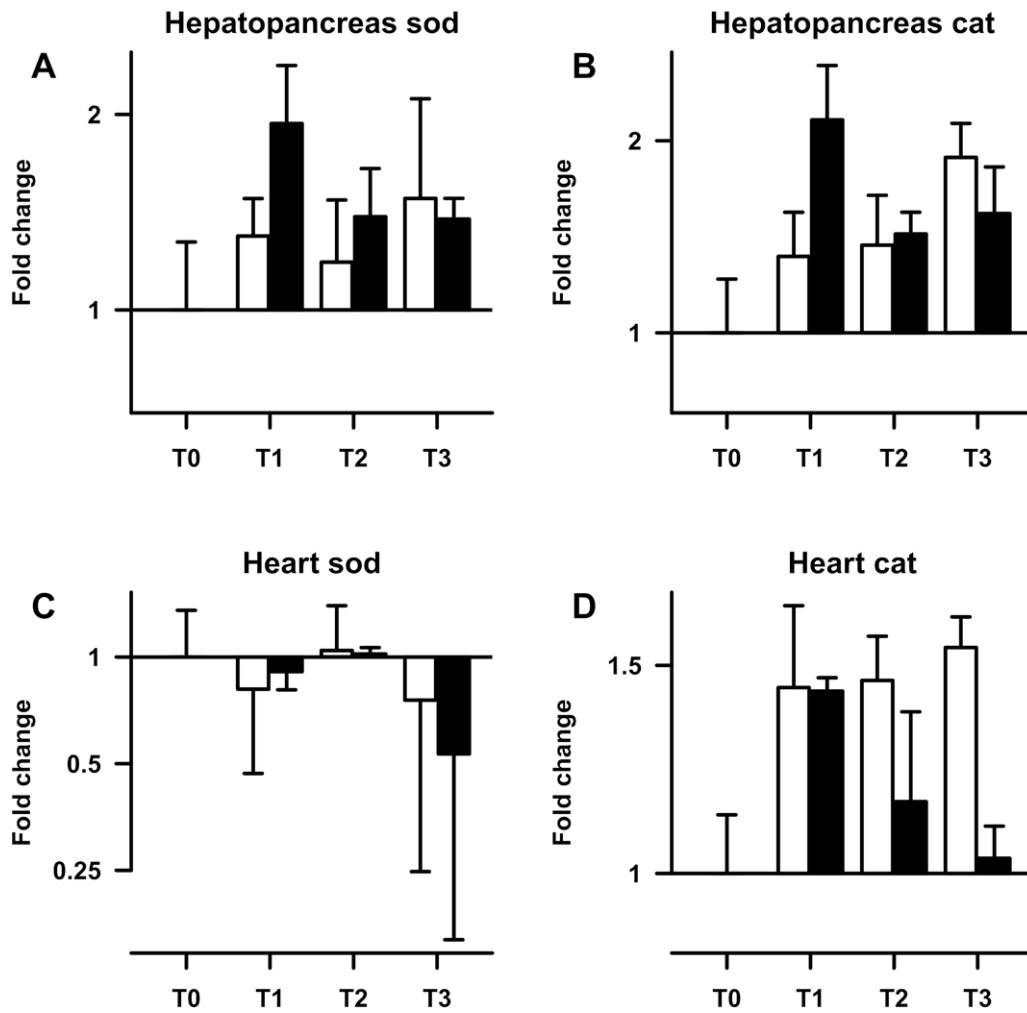 Hepatopancreas sod
A
Fold change
2
1
T0 T1 T2 T3
Hepatopancreas cat
B
Fold change
2
1
T0 T1 T2 T3
Heart sod
C
Fold change
1
0.5
0.25
T0 T1 T2 T3
Heart cat
D
Fold change
1.5
1
T0 T1 T2 T3